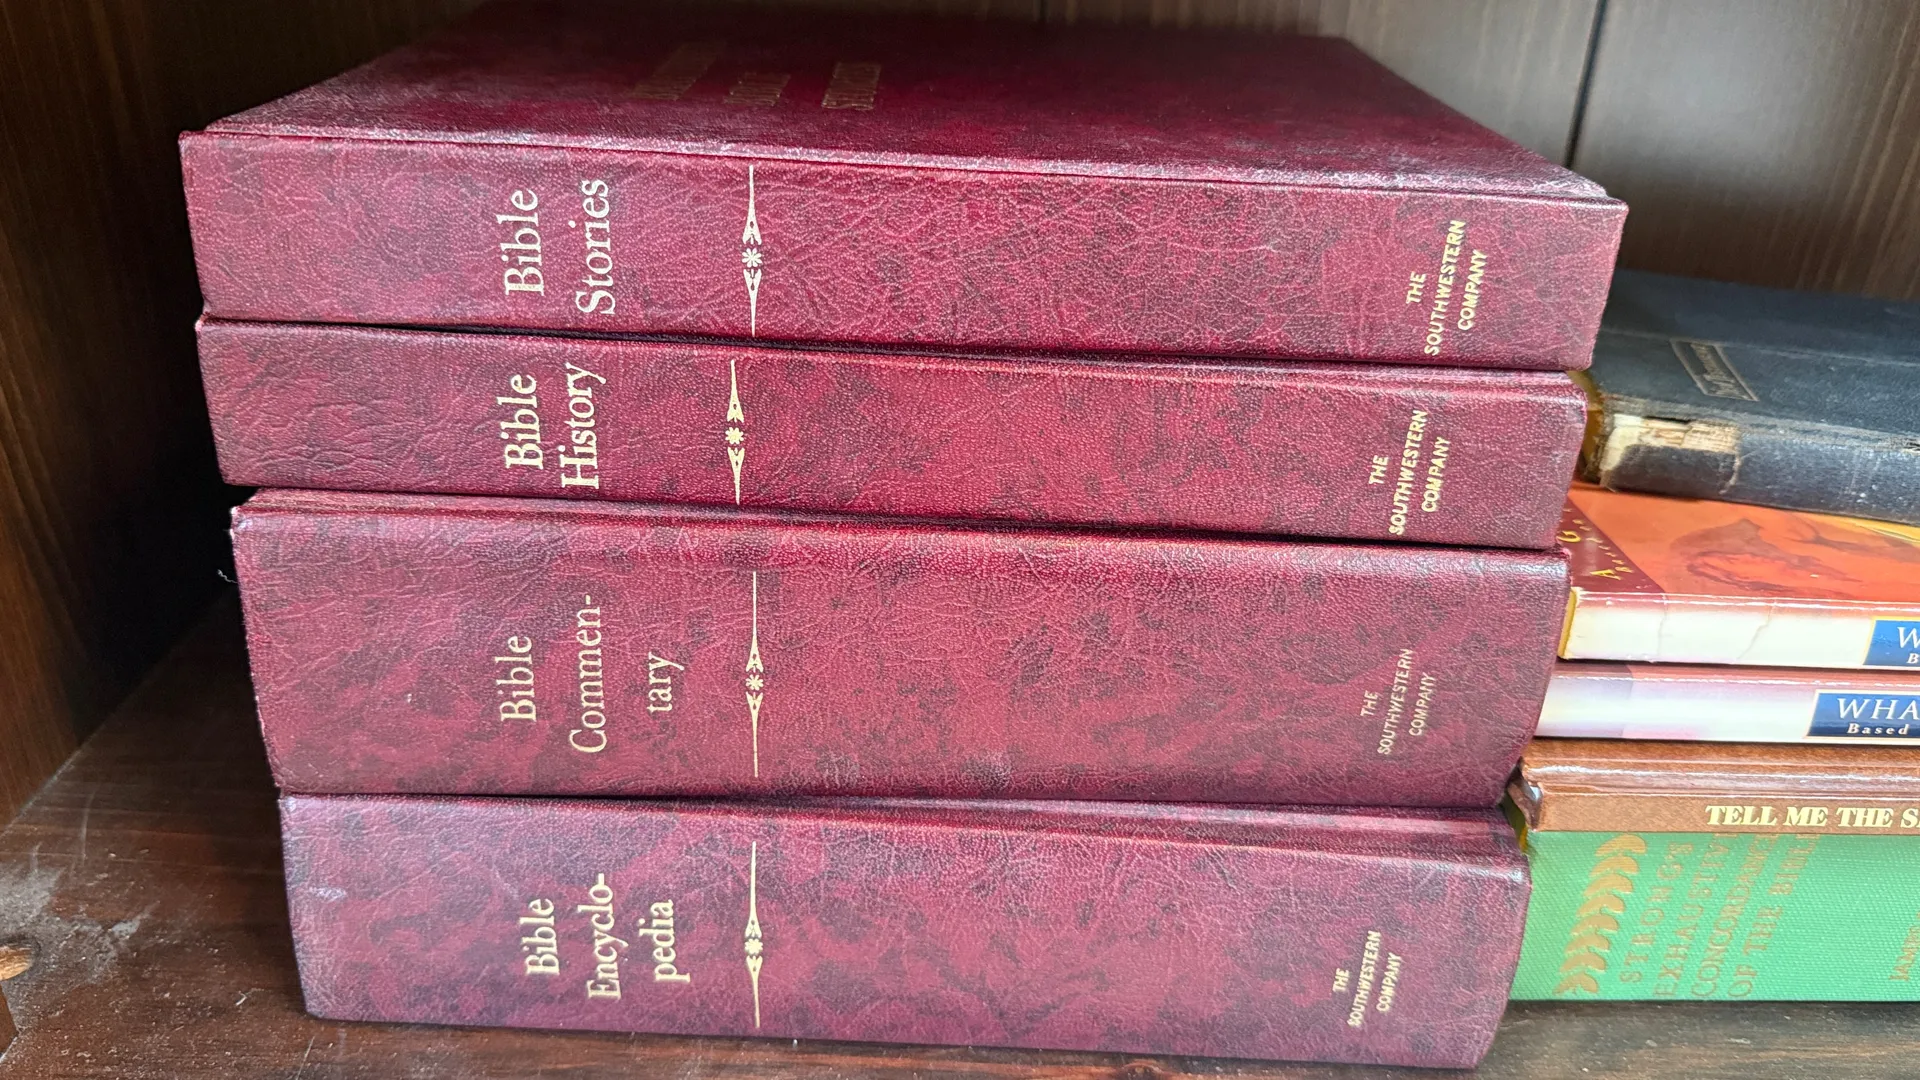 Bible
Stories
THE
SOUTHWESTERN
COMPANY
Bible
History
THE
SOUTHWESTERN
COMPANY
Bible
Commen-
tary
THE
SOUTHWESTERN
COMPANY
Bible
Encyclo-
pedia
THE
SOUTHWESTERN
COMPANY
W
B
WHA
Based
TELL ME THE S
STRONG'S
EXHAUSTIVE
CONCORDANCE
OF THE BIBLE